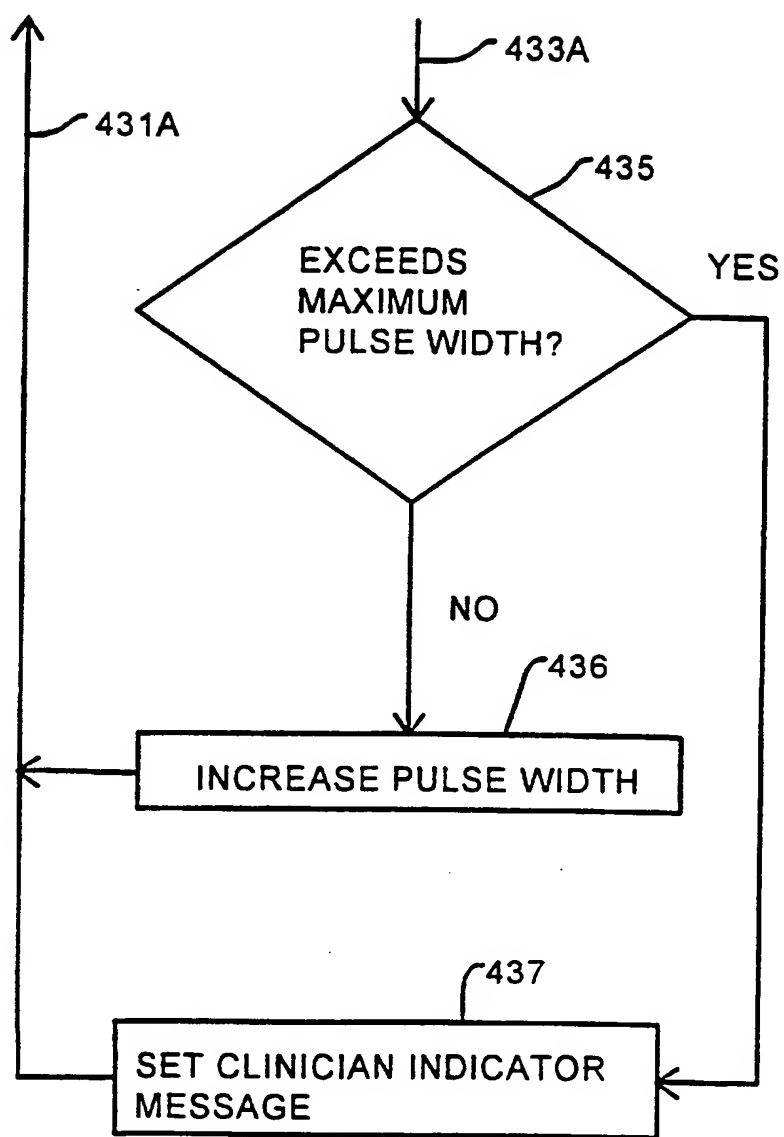 433A
431A
435
EXCEEDS
MAXIMUM
PULSE WIDTH?
YES
NO
436
INCREASE PULSE WIDTH
437
SET CLINICIAN INDICATOR
MESSAGE